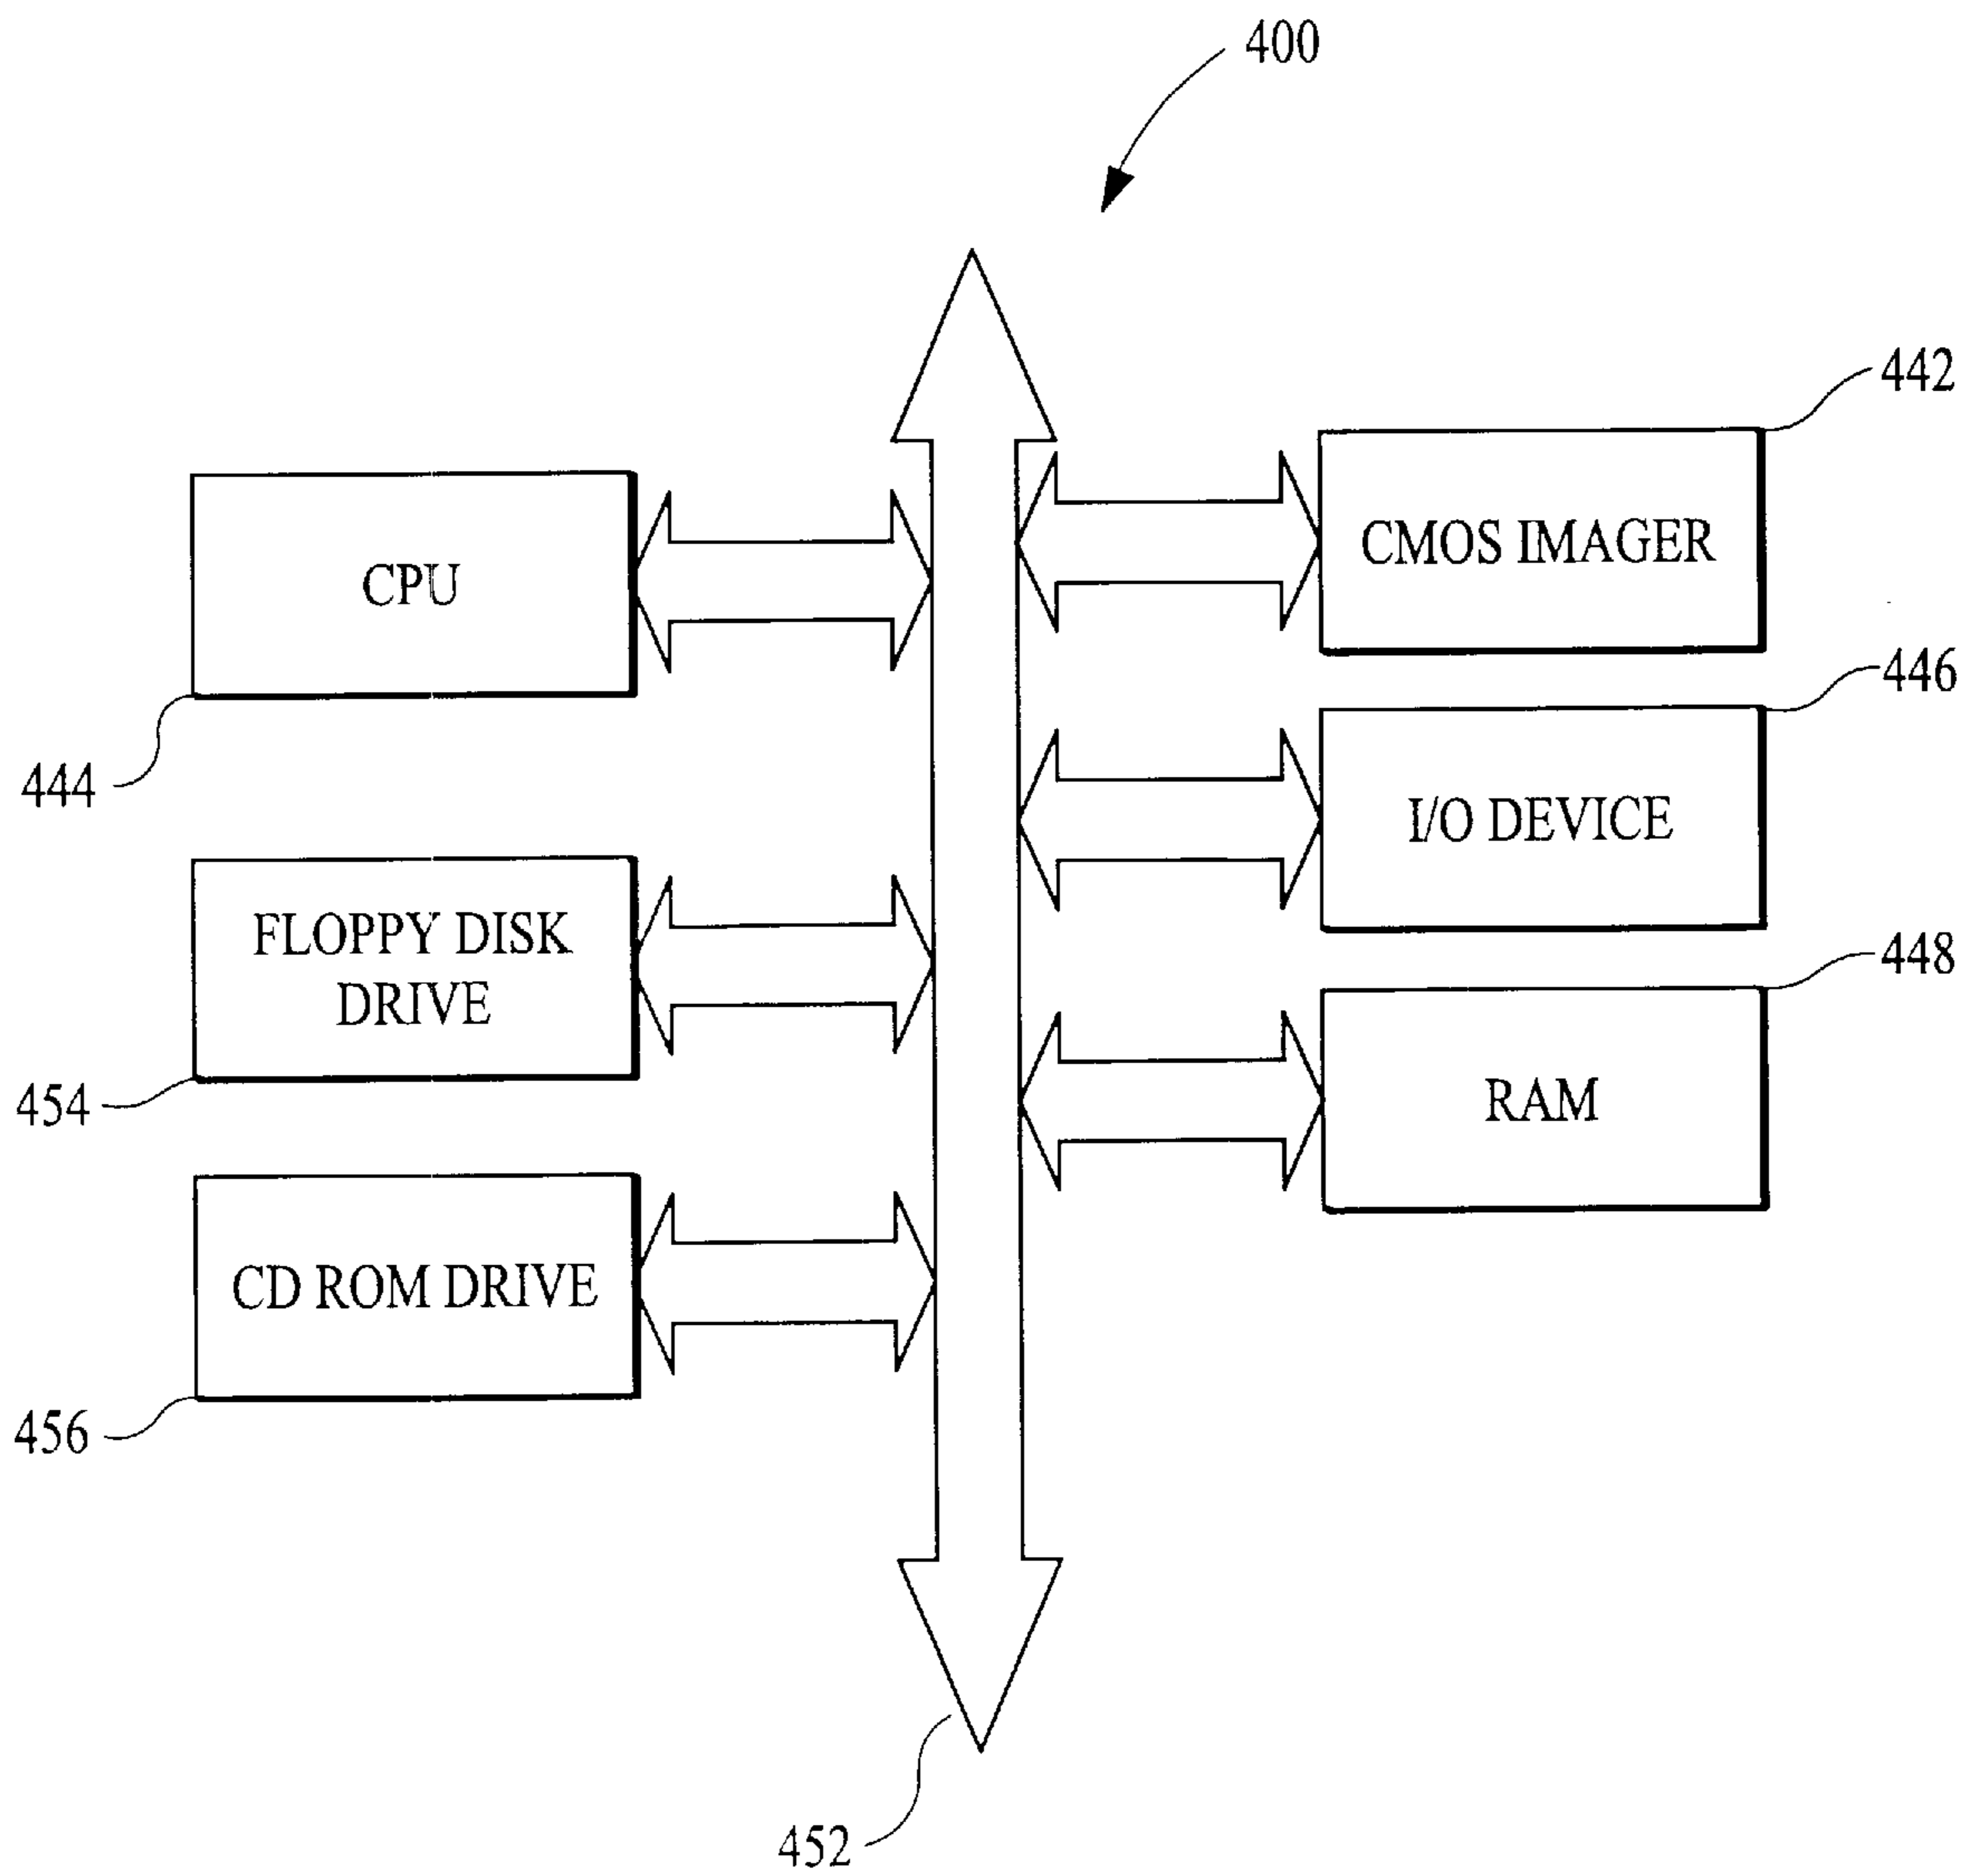 400
442
CPU
CMOS IMAGER
446
444
I/O DEVICE
FLOPPY DISK
DRIVE
448
454
RAM
CD ROM DRIVE
456
452